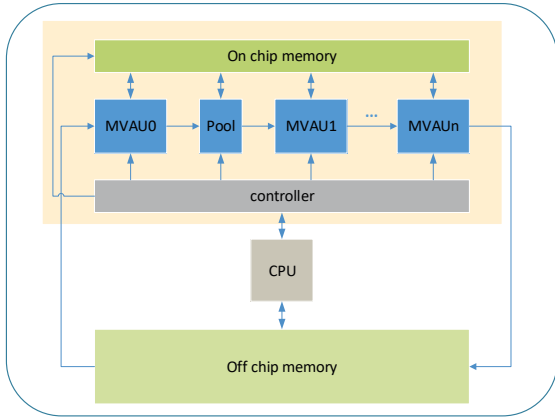 On chip memory
MVAU0
Pool
MVAU1
...
MVAUn
controller
CPU
Off chip memory